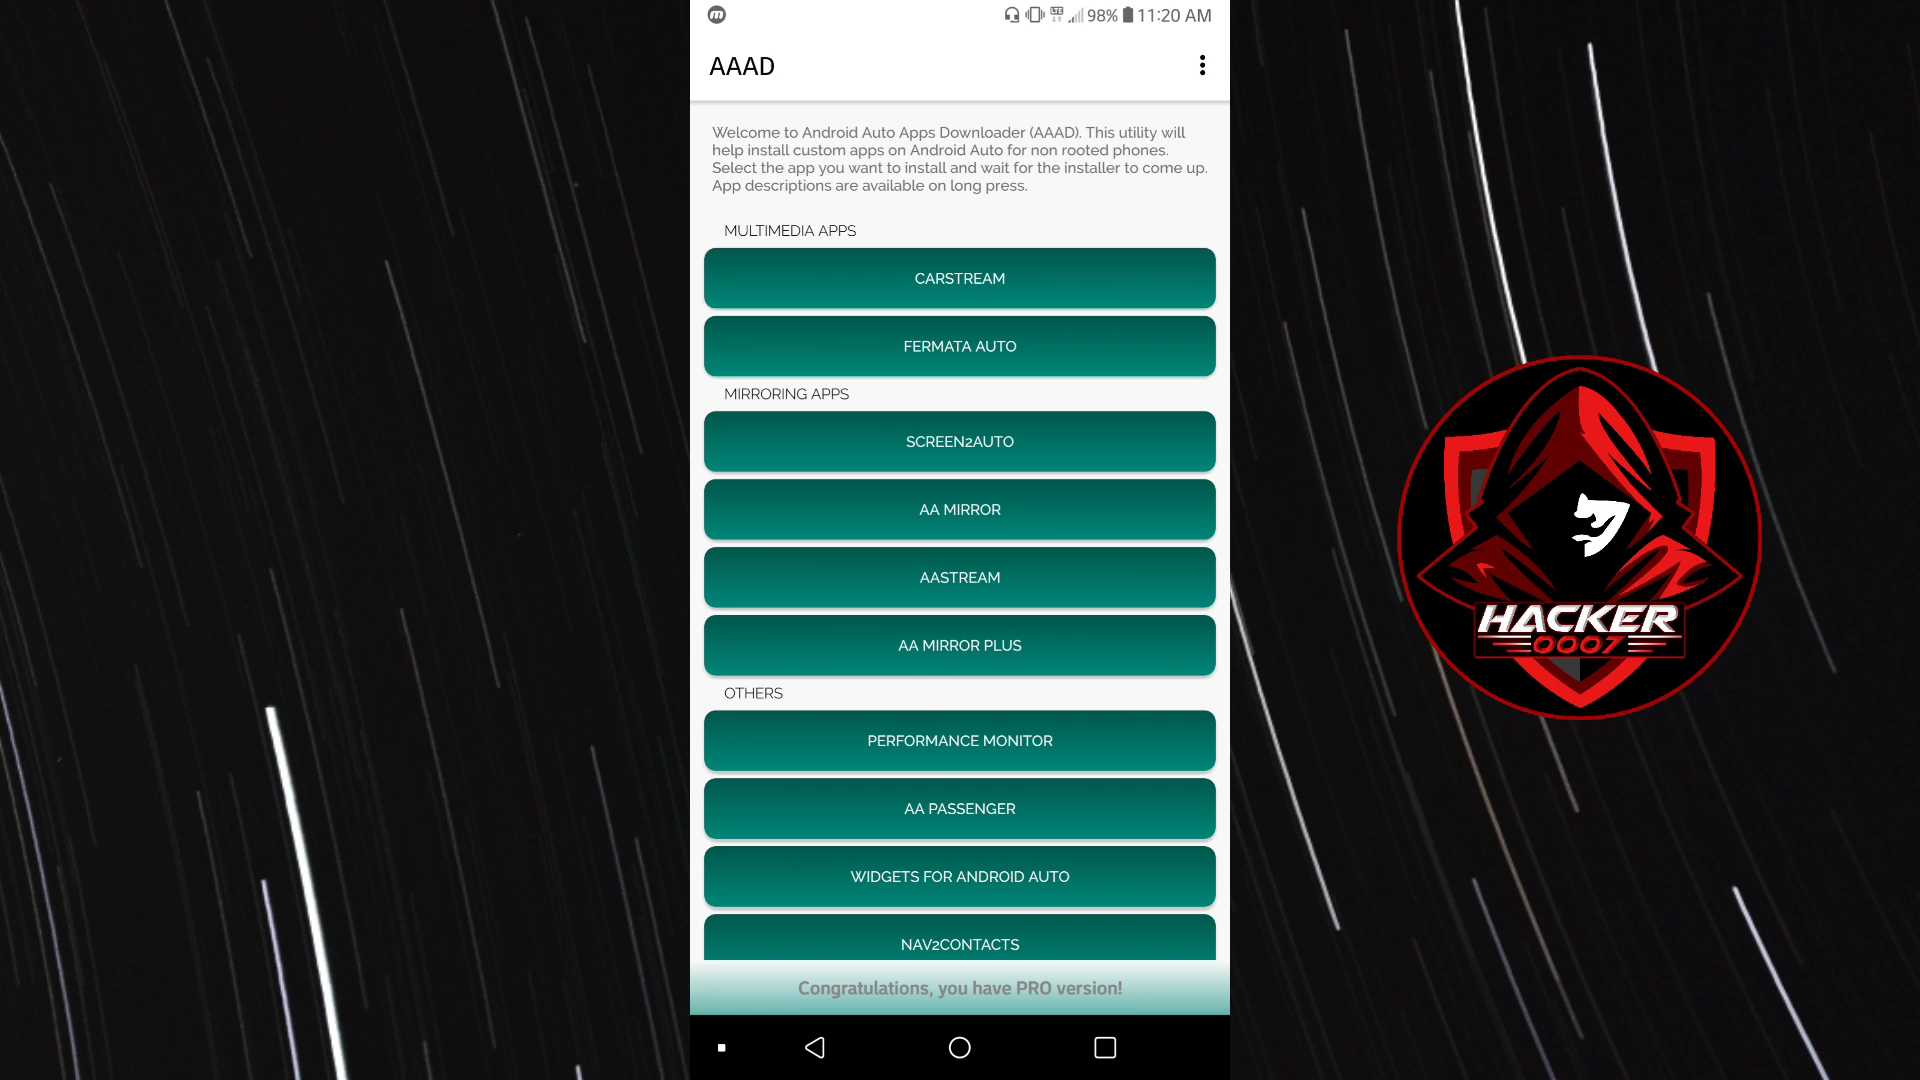 98% 11:20 AM
AAAD
Welcome to Android Auto Apps Downloader (AAAD). This utility will
help install custom apps on Android Auto for non rooted phones.
Select the app you want to install and wait for the installer to come up.
App descriptions are available on long press.
MULTIMEDIA APPS
CARSTREAM
FERMATA AUTO
MIRRORING APPS
SCREEN2AUTO
AA MIRROR
AASTREAM
AA MIRROR PLUS
OTHERS
PERFORMANCE MONITOR
AA PASSENGER
WIDGETS FOR ANDROID AUTO
NAV2CONTACTS
Congratulations, you have PRO version!
HACKER
0007